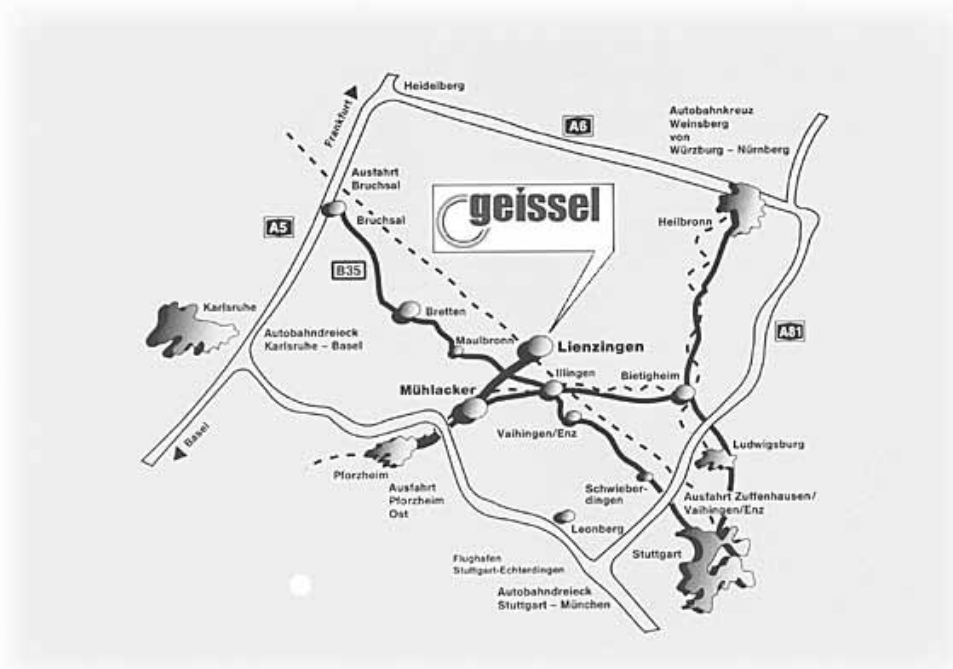 Heidelberg
Frankfurt
A6
Autobahnkreuz
Weinsberg
von
Würzburg – Nürnberg
Ausfahrt
Bruchsal
geissel
A5
Bruchsal
Heilbronn
B35
Karlsruhe
Bretten
Autobahndreieck
Karlsruhe – Basel
A81
Maulbronn
Lienzingen
Illingen
Bietigheim
Mühlacker
Basel
Vaihingen/Enz
Ludwigsburg
Pforzheim
Ausfahrt
Pforzheim
Ost
Schwieber-
dingen
Ausfahrt Zuffenhausen/
Vaihingen/Enz
Leonberg
Stuttgart
Flughafen
Stuttgart-Echterdingen
Autobahndreieck
Stuttgart – München